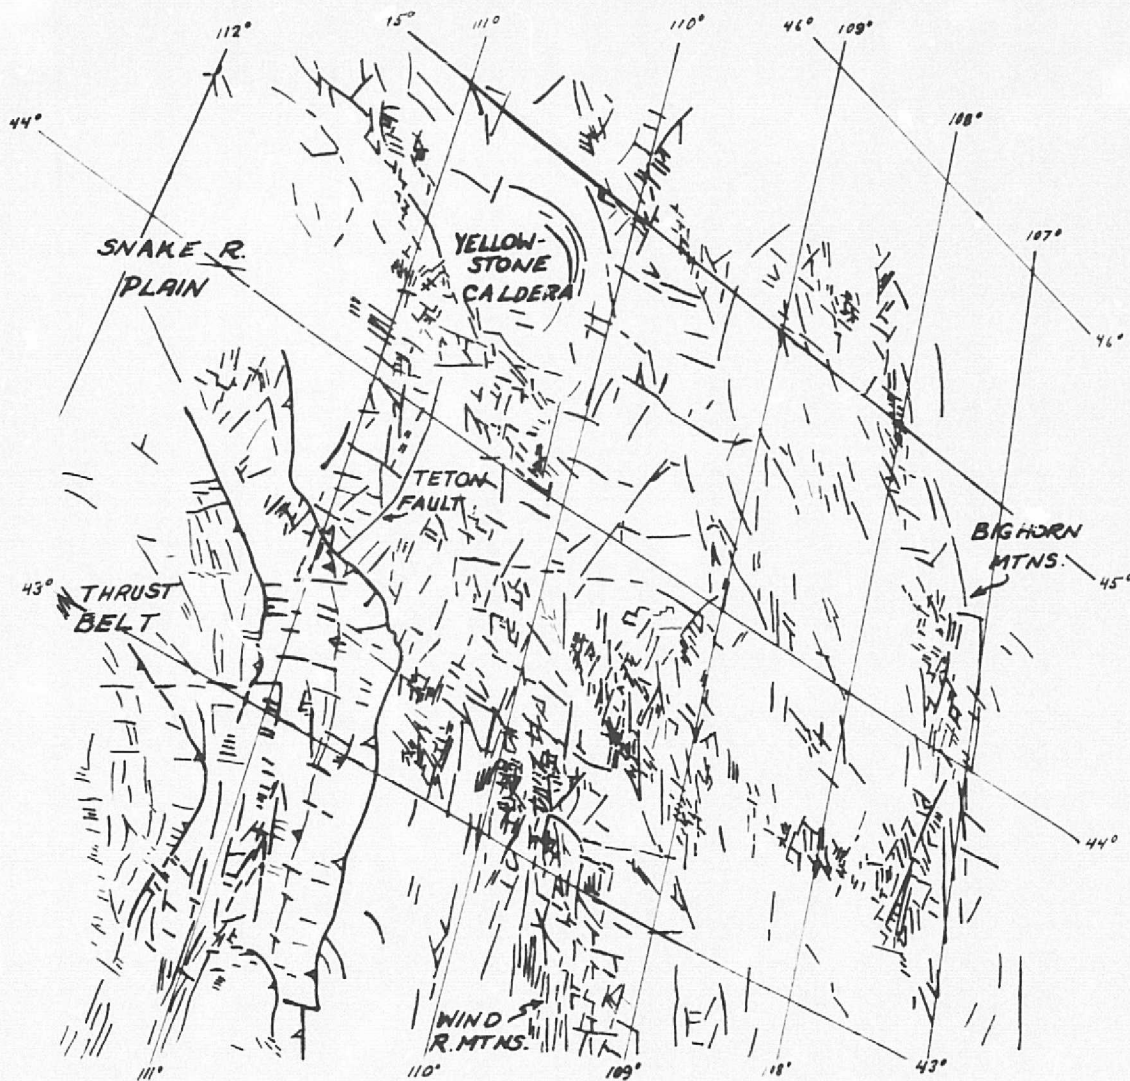 112°
15°
111°
110°
46°
109°
44°
108°
107°
SNAKE R.
PLAIN
YELLOW-
STONE
CALDERA
46°
TETON
FAULT
BIGHORN
MTNS.
45°
43°
THRUST
BELT
44°
WIND
R. MTNS.
111°
110°
109°
118°
43°